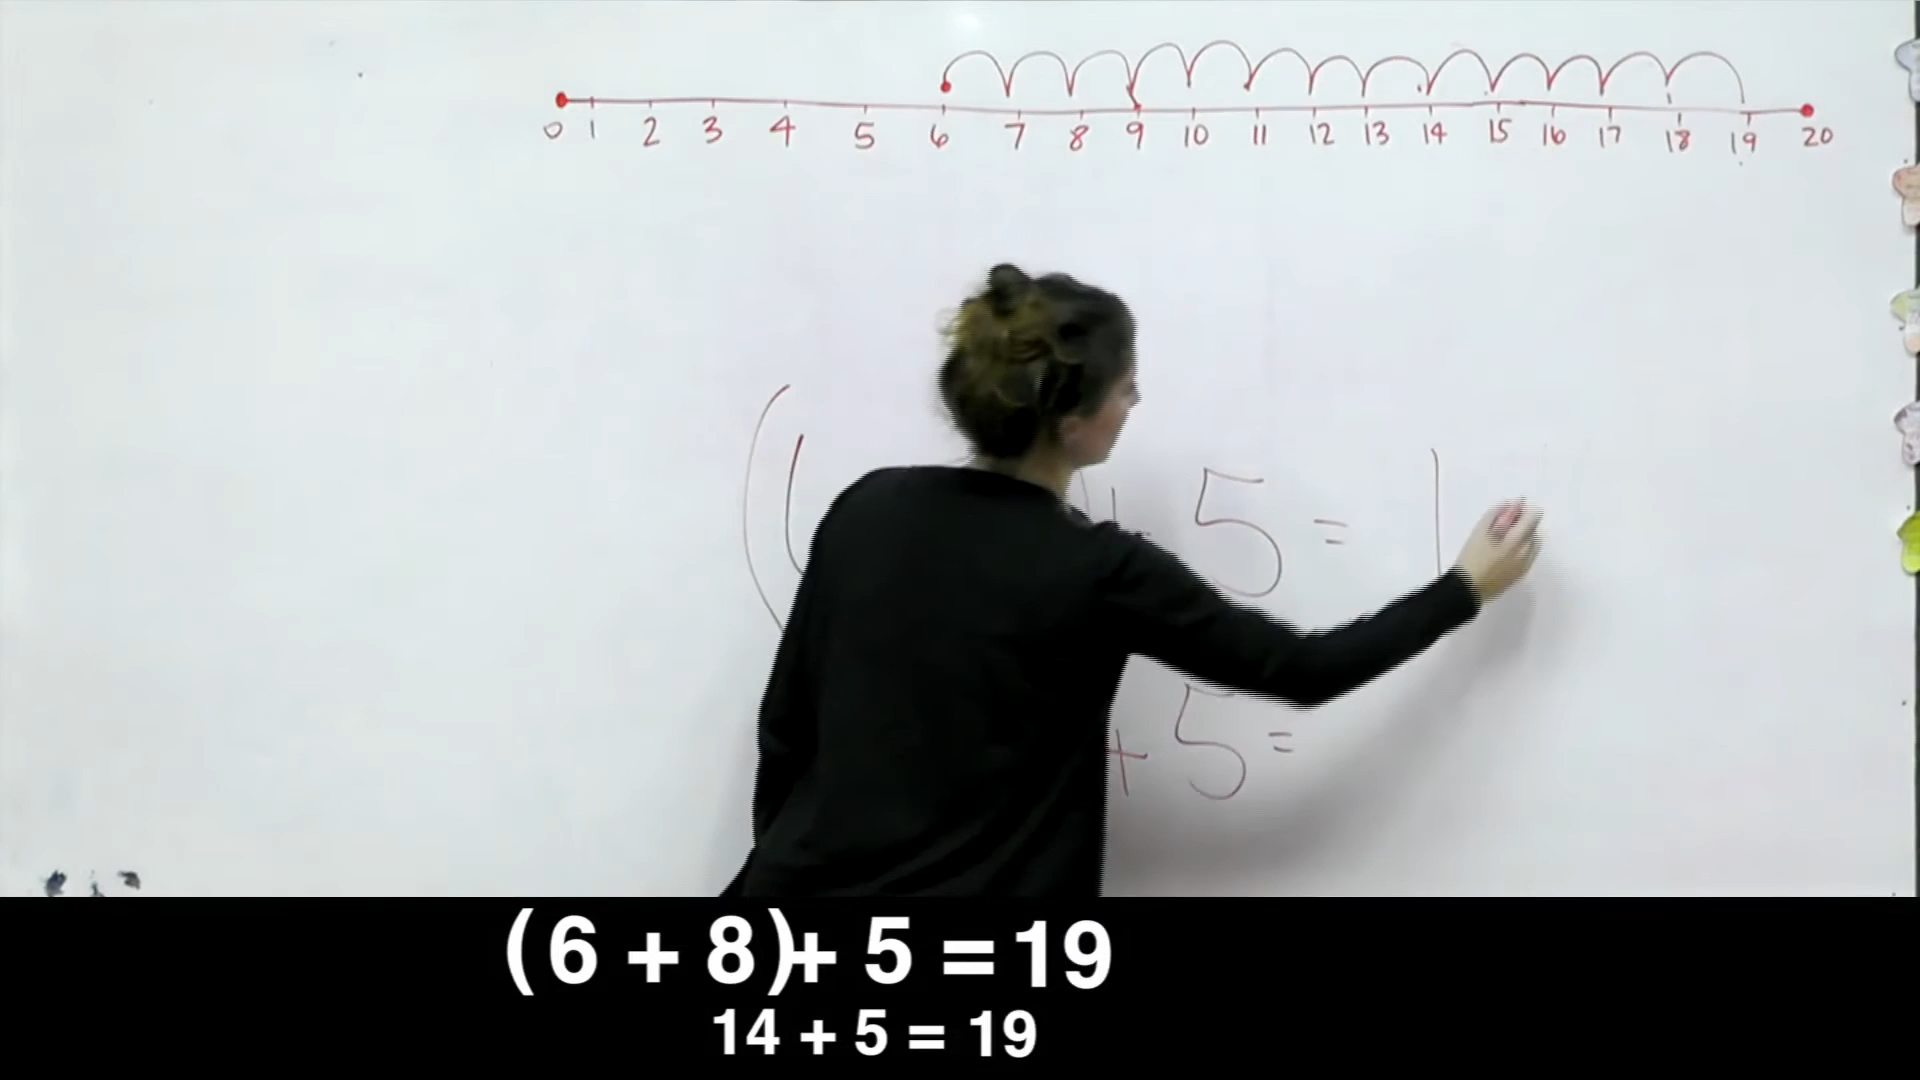 0 1 2 3 4 5 6 7 8 9 10 11 12 13 14 15 16 17 18 19 20
( + 5 = 1
+ 5 =
(6 + 8)+ 5 = 19
14 + 5 = 19